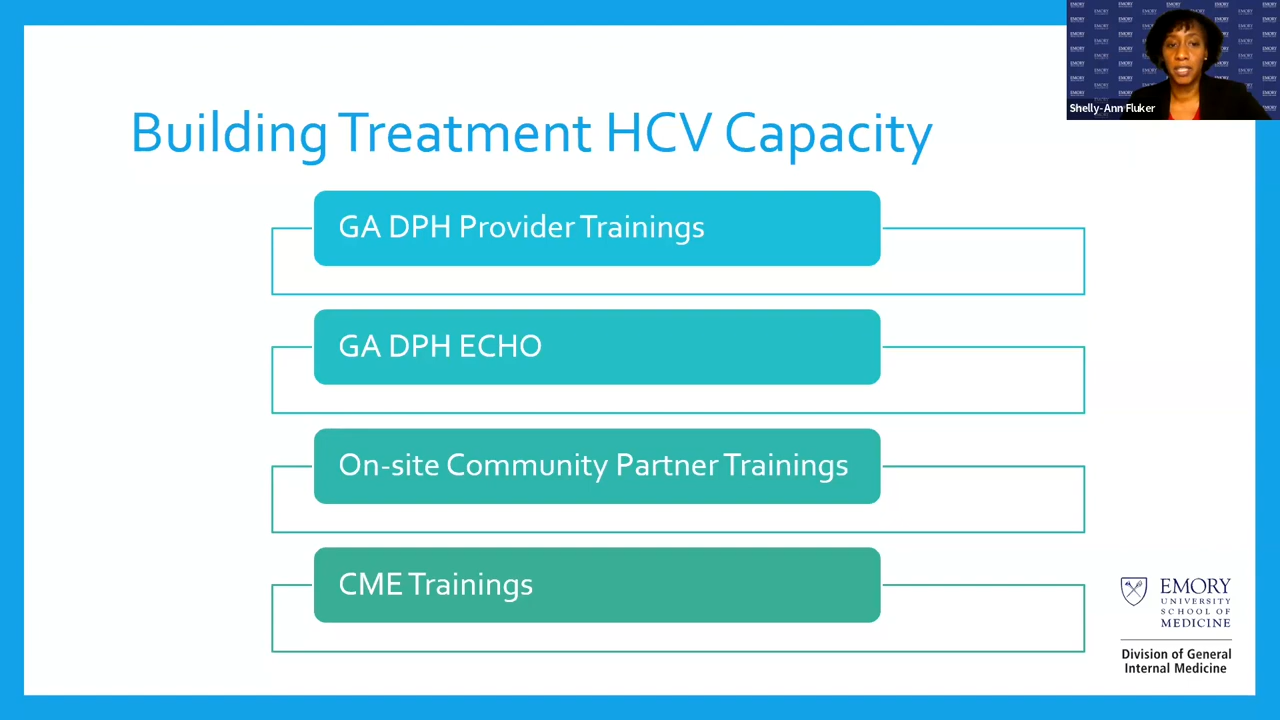 Building Treatment HCV Capacity
GA DPH Provider Trainings
GA DPH ECHO
On-site Community Partner Trainings
CME Trainings
Shelly-Ann Fluker
EMORY
UNIVERSITY
SCHOOL OF
MEDICINE
Division of General
Internal Medicine